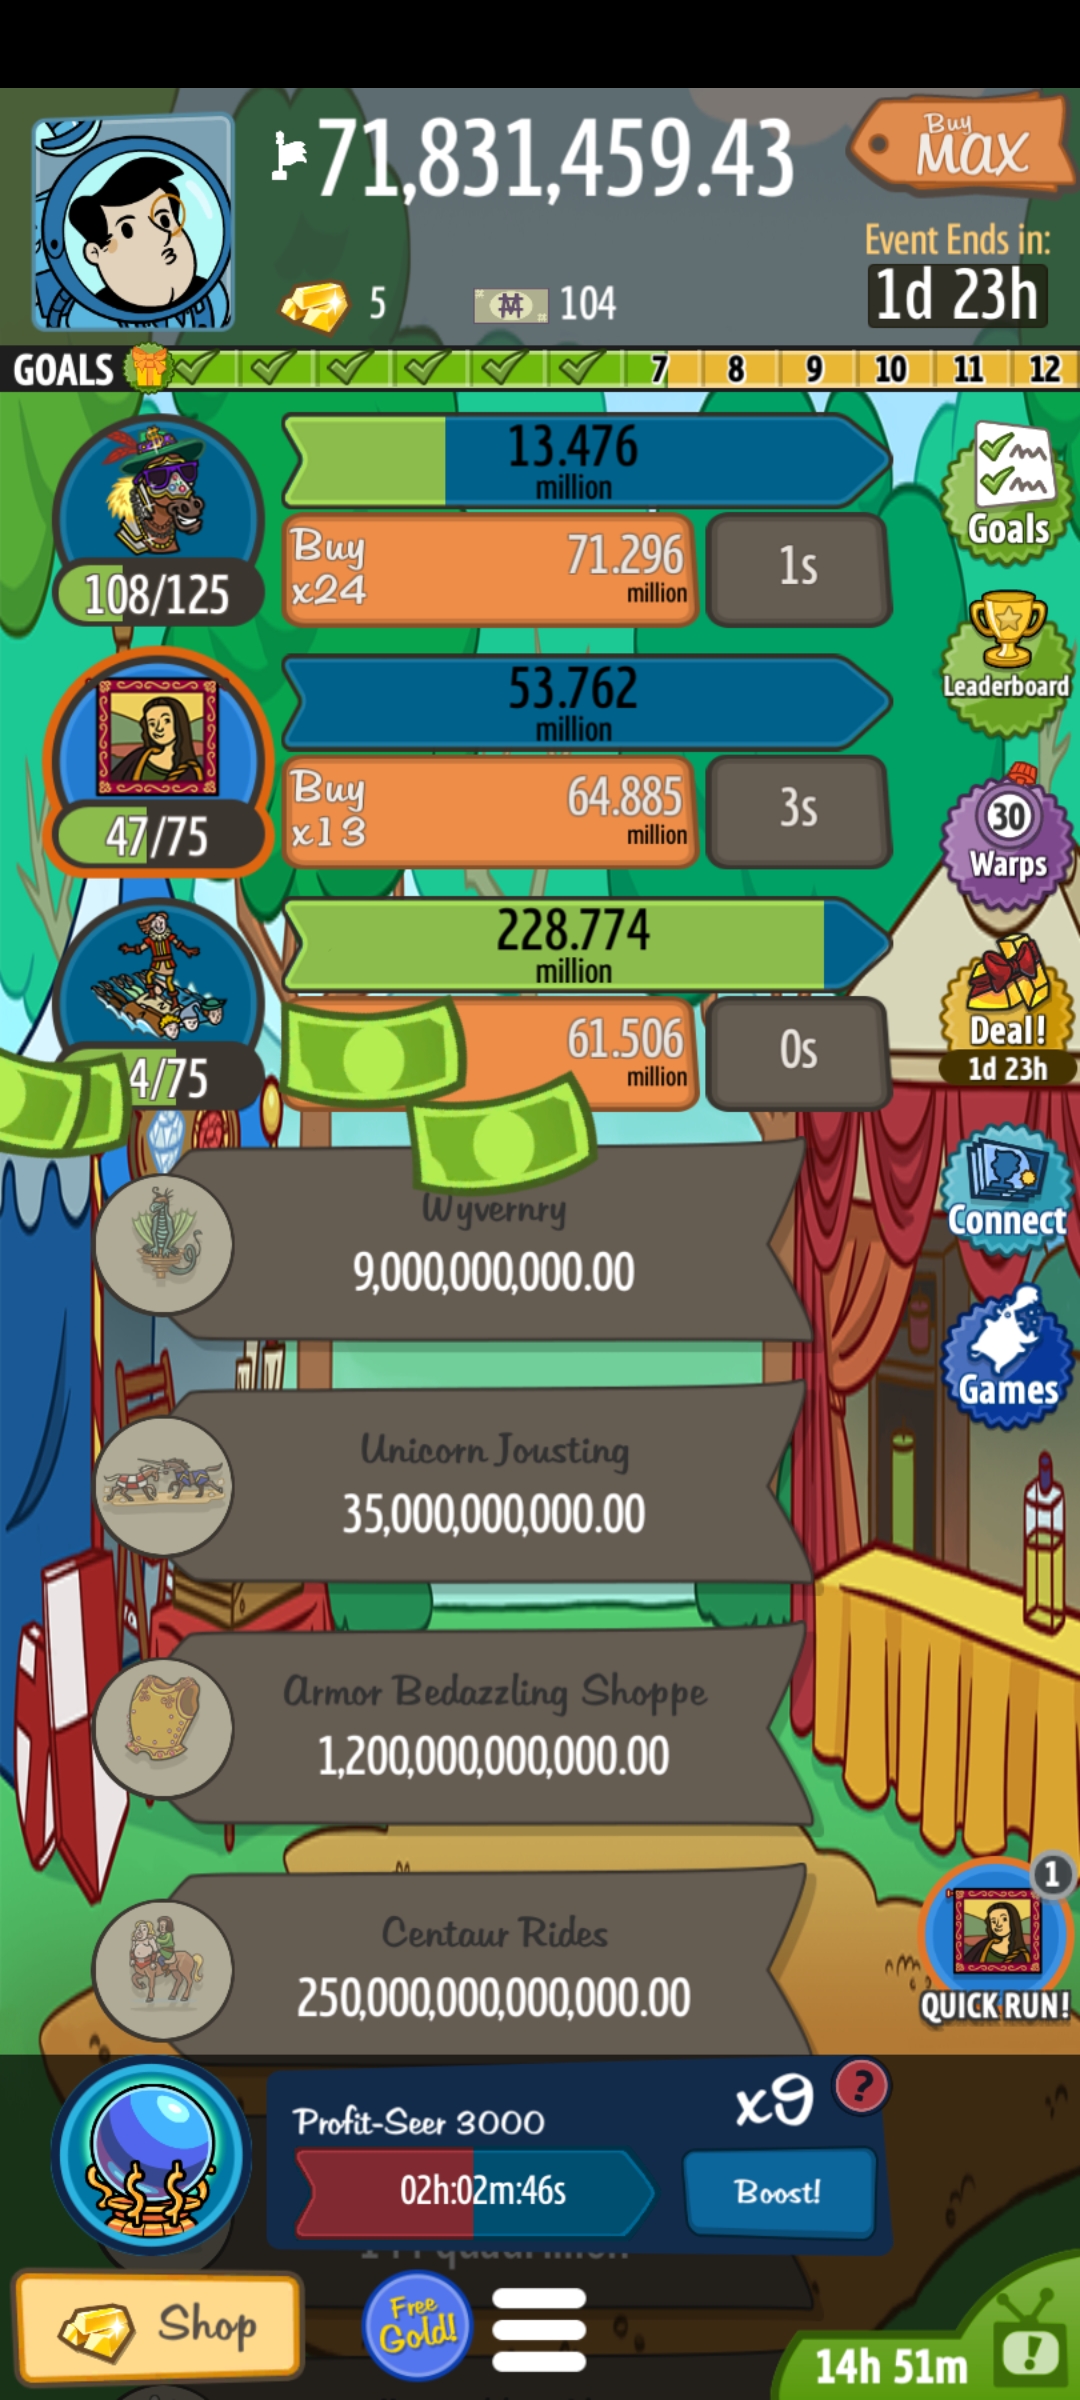 71,831,459.43
Buy
MAX
Event Ends in:
1d 23h
5
104
GOALS
7
8
9
10
11
12
13.476
million
108/125
Buy
x24
71.296
million
1s
Goals
53.762
million
47/75
Buy
x13
64.885
million
3s
Leaderboard
30
Warps
228.774
million
4/75
61.506
million
0s
Deal!
1d 23h
Wyvernry
9,000,000,000.00
Connect
Unicorn Jousting
35,000,000,000.00
Games
Armor Bedazzling Shoppe
1,200,000,000,000.00
Centaur Rides
250,000,000,000,000.00
1
QUICK RUN!
Profit-Seer 3000
x9
?
02h:02m:46s
Boost!
Shop
Free
Gold!
14h 51m
!